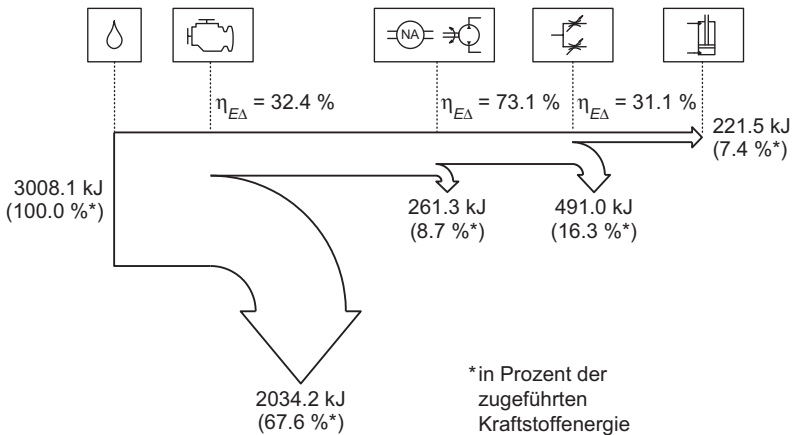 NA
η_EΔ = 32.4 %
η_EΔ = 73.1 %
η_EΔ = 31.1 %
221.5 kJ
(7.4 %*)
3008.1 kJ
(100.0 %*)
261.3 kJ
(8.7 %*)
491.0 kJ
(16.3 %*)
2034.2 kJ
(67.6 %*)
*in Prozent der
zugeführten
Kraftstoffenergie